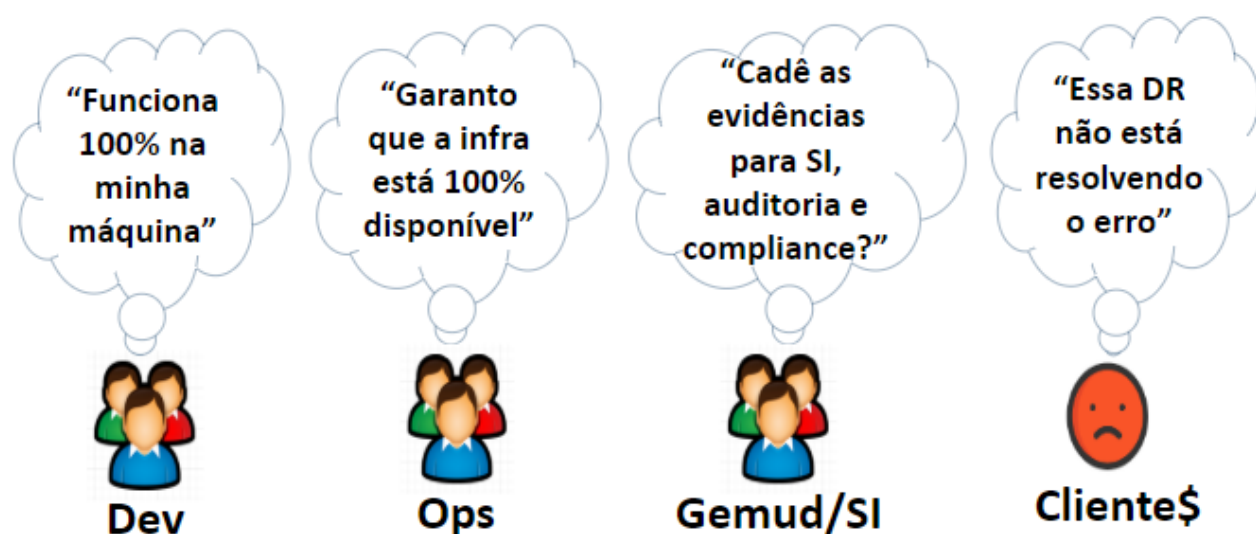 “Funciona
100% na
minha
máquina”
“Garanto
que a infra
está 100%
disponível”
“Cadê as
evidências
para SI,
auditoria e
compliance?”
“Essa DR
não está
resolvendo
o erro”
Dev
Ops
Gemud/SI
Cliente$